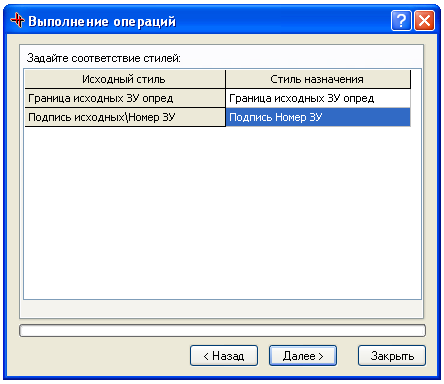 Выполнение операций
Задайте соответствие стилей:
Исходный стиль Стиль назначения
Граница исходных ЗУ опред Граница исходных ЗУ опред
Подпись исходных\Номер ЗУ Подпись Номер ЗУ
< Назад Далее > Закрыть